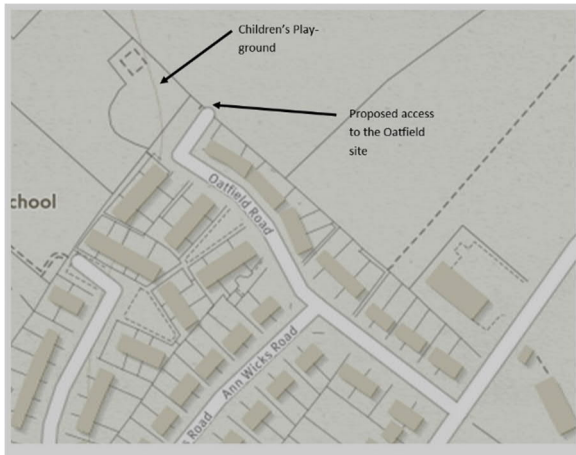 Children's Play-
ground
Proposed access
to the Oatfield
site
chool
Oatfield Road
Ann Wicks Road
Road